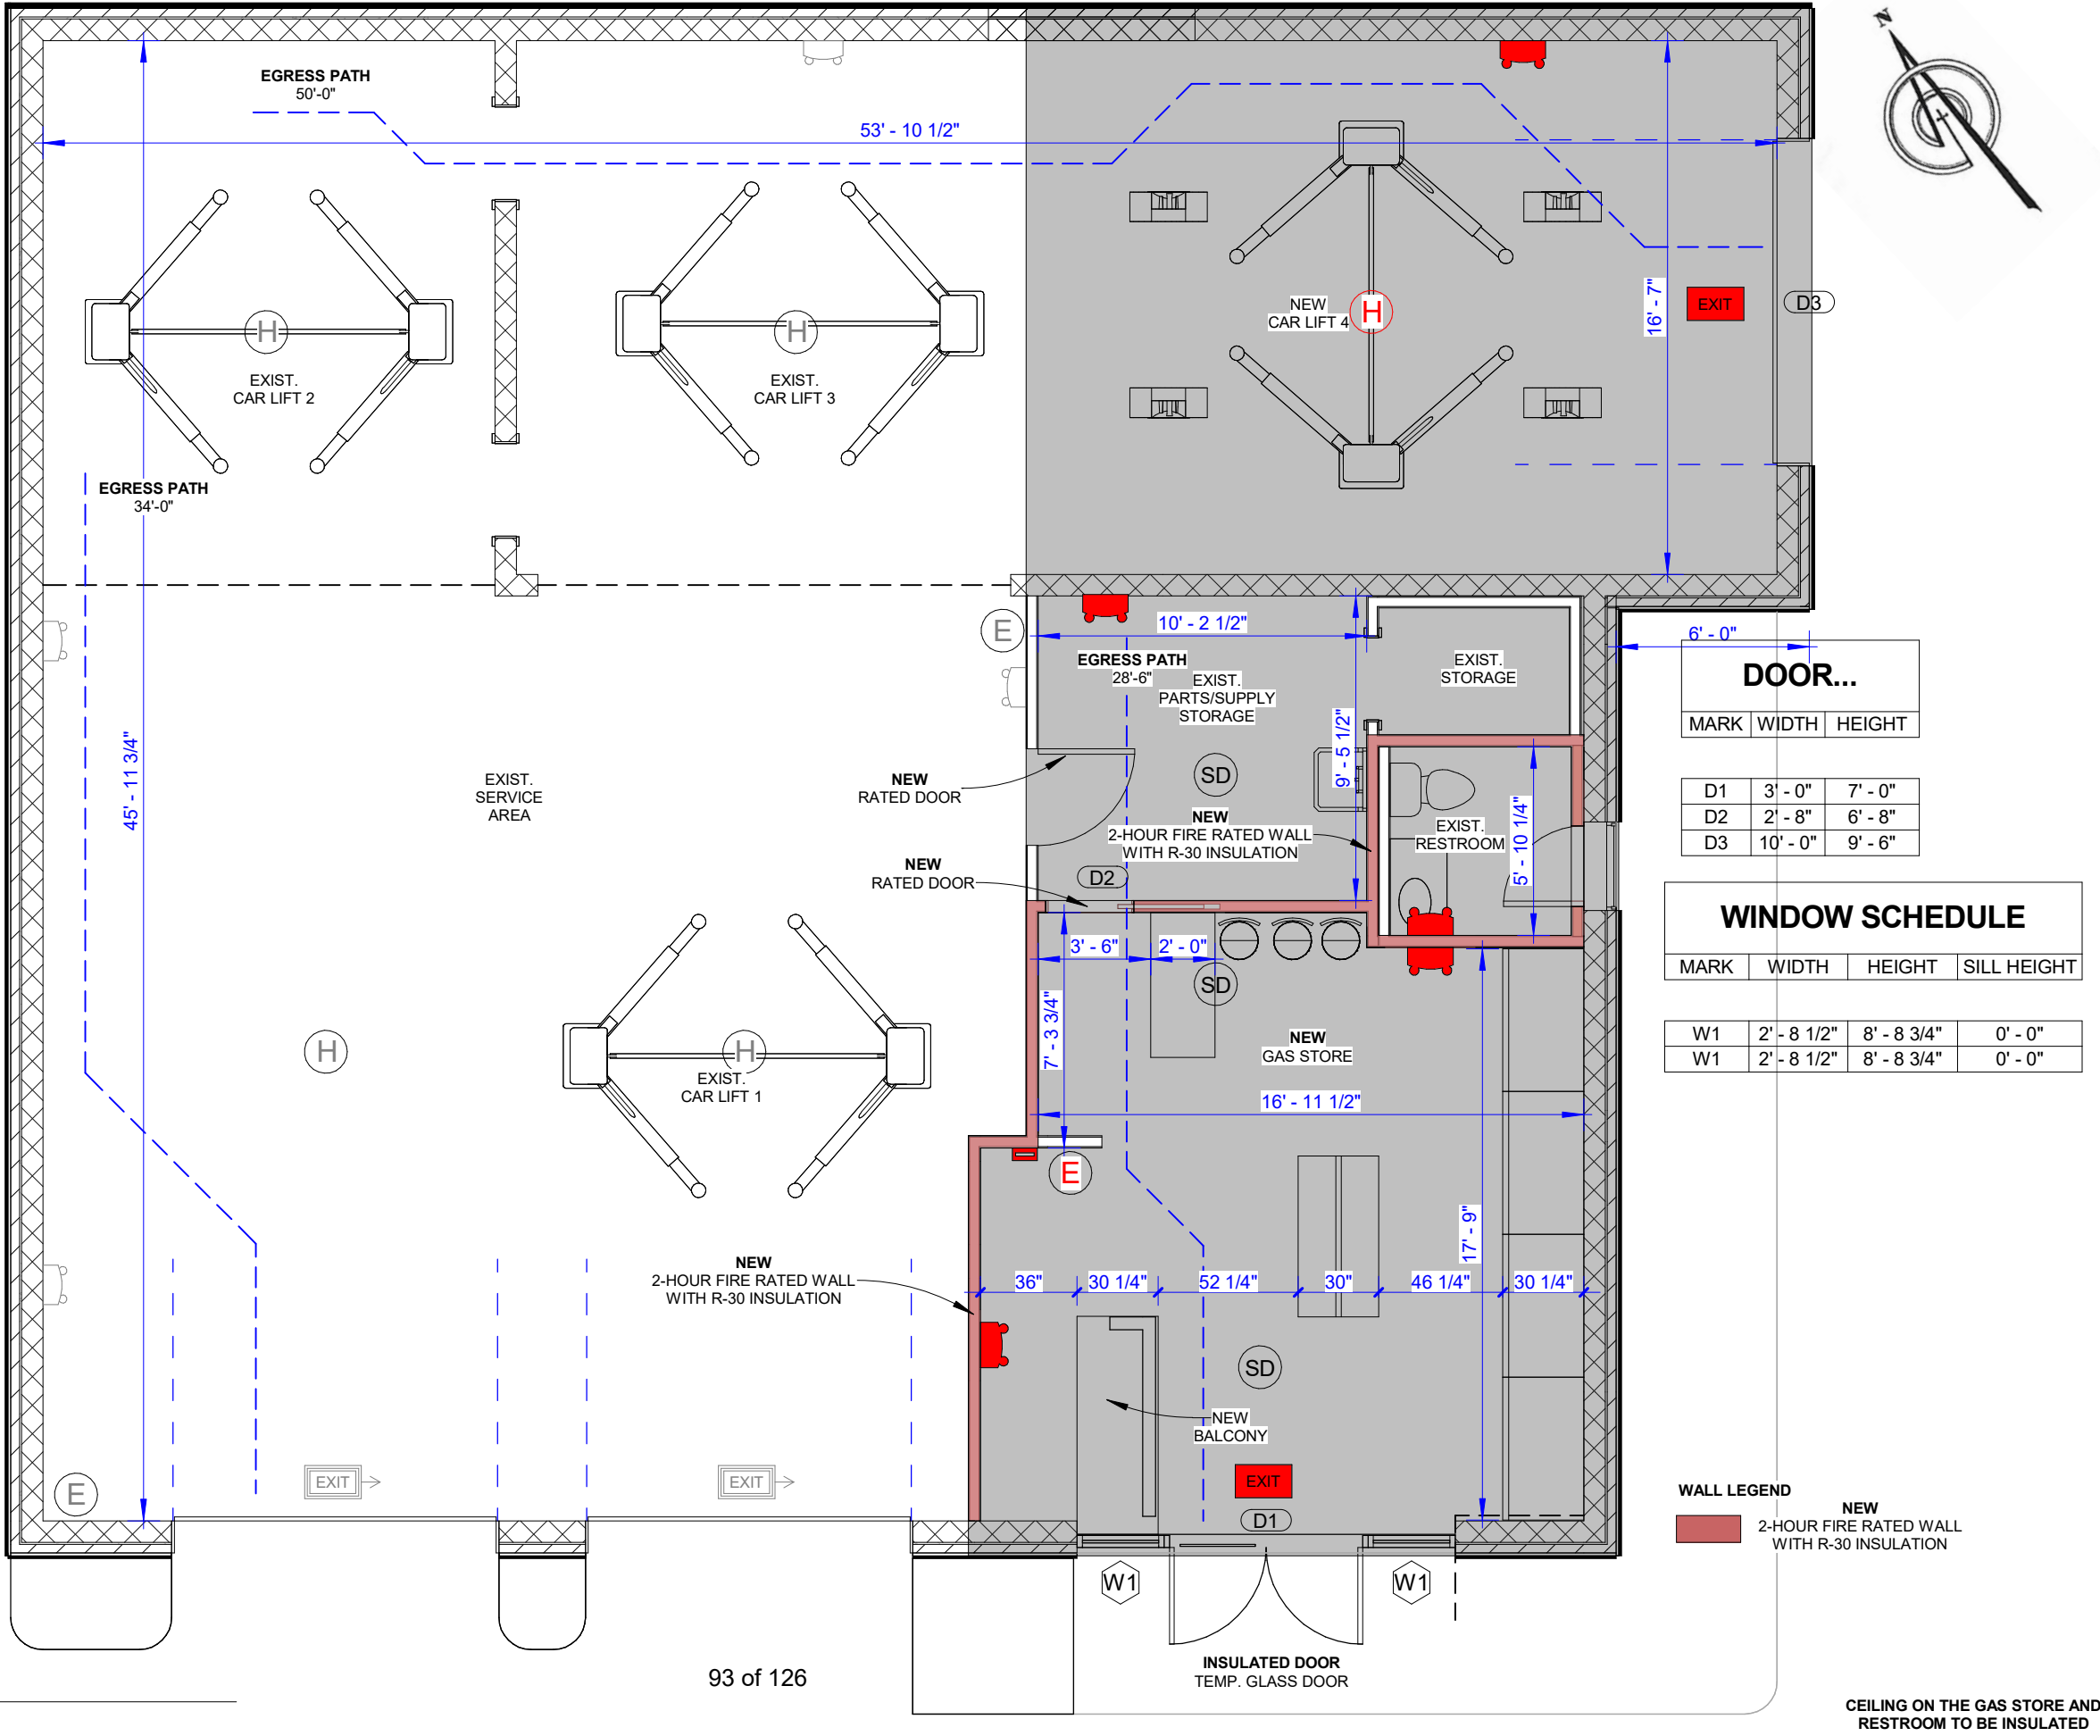 N
EGRESS PATH
50'-0"
53' - 10 1/2"
H
EXIST.
CAR LIFT 2
H
EXIST.
CAR LIFT 3
NEW
CAR LIFT 4
H
16' - 7"
EXIT
D3
EGRESS PATH
34'-0"
45' - 11 3/4"
E
10' - 2 1/2"
6' - 0"
EGRESS PATH
28'-6"
EXIST.
PARTS/SUPPLY
STORAGE
EXIST.
STORAGE
9' - 5 1/2"
DOOR...
MARK WIDTH HEIGHT
D1 3' - 0" 7' - 0"
D2 2' - 8" 6' - 8"
D3 10' - 0" 9' - 6"
EXIST.
SERVICE
AREA
NEW
RATED DOOR
SD
NEW
2-HOUR FIRE RATED WALL
WITH R-30 INSULATION
EXIST.
RESTROOM
5' - 10 1/4"
NEW
RATED DOOR
D2
WINDOW SCHEDULE
MARK WIDTH HEIGHT SILL HEIGHT
W1 2' - 8 1/2" 8' - 8 3/4" 0' - 0"
W1 2' - 8 1/2" 8' - 8 3/4" 0' - 0"
3' - 6"
2' - 0"
SD
7' - 3 3/4"
NEW
GAS STORE
H
H
EXIST.
CAR LIFT 1
16' - 11 1/2"
E
17' - 9"
NEW
2-HOUR FIRE RATED WALL
WITH R-30 INSULATION
36"
30 1/4"
52 1/4"
30"
46 1/4"
30 1/4"
SD
NEW
BALCONY
E
EXIT
EXIT
EXIT
D1
WALL LEGEND
NEW
2-HOUR FIRE RATED WALL
WITH R-30 INSULATION
W1
W1
INSULATED DOOR
TEMP. GLASS DOOR
93 of 126
CEILING ON THE GAS STORE AND
RESTROOM TO BE INSULATED